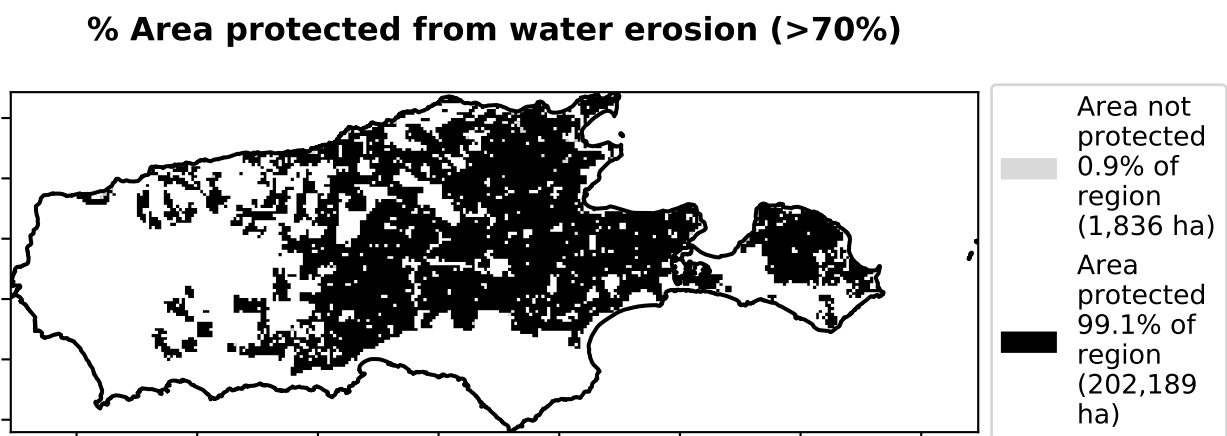 % Area protected from water erosion (>70%)
Area not
protected
0.9% of
region
(1,836 ha)
Area
protected
99.1% of
region
(202,189
ha)